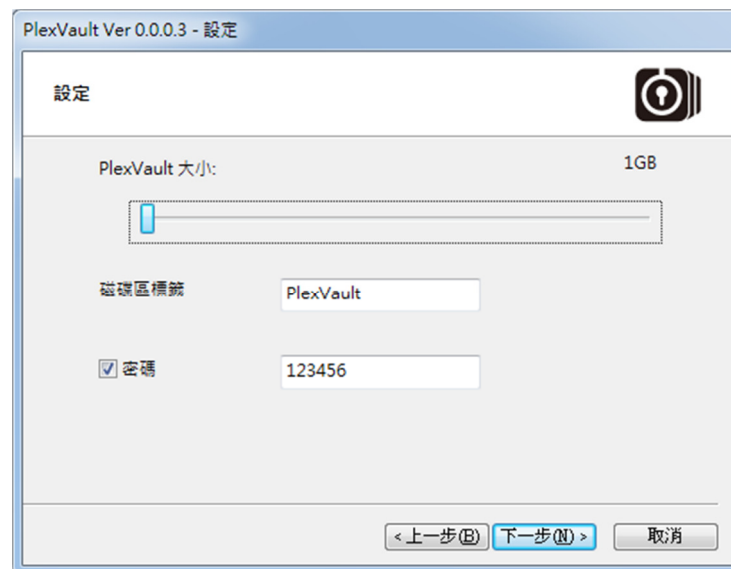 PlexVault Ver 0.0.0.3 - 設定
設定
PlexVault 大小: 1GB
磁碟區標籤 PlexVault
密碼 123456
<上一步(B) 下一步(N)> 取消